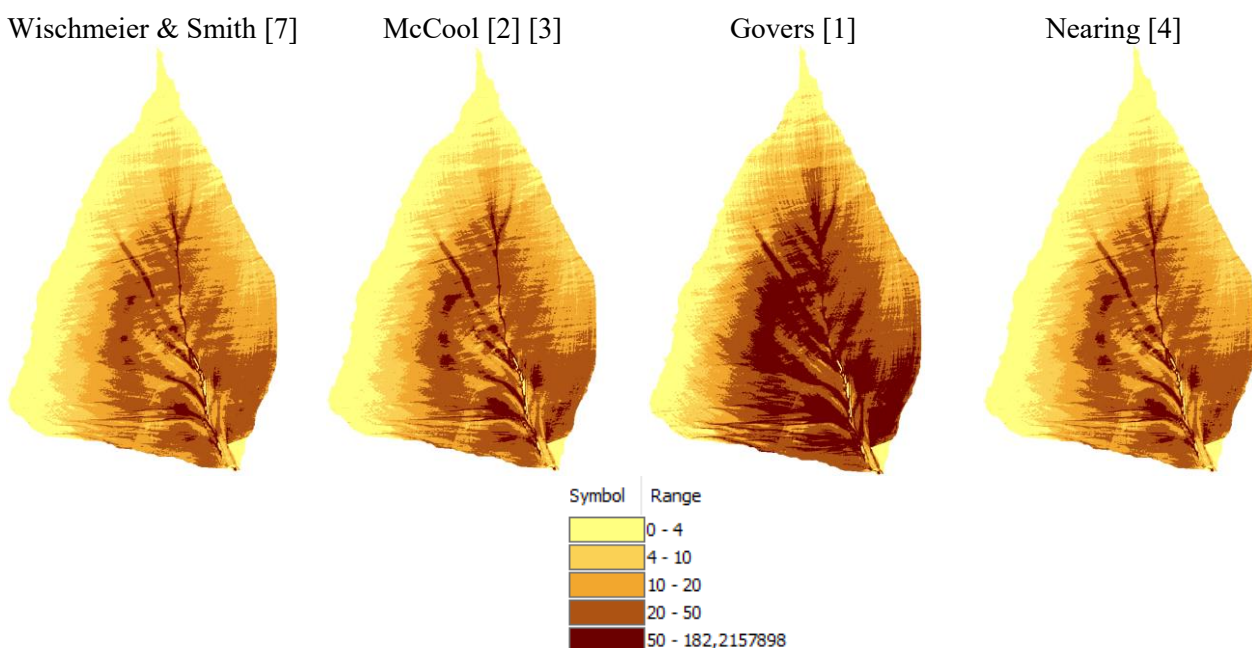 Wischmeier & Smith [7] McCool [2] [3] Govers [1] Nearing [4]
Symbol Range
0 - 4
4 - 10
10 - 20
20 - 50
50 - 182,2157898